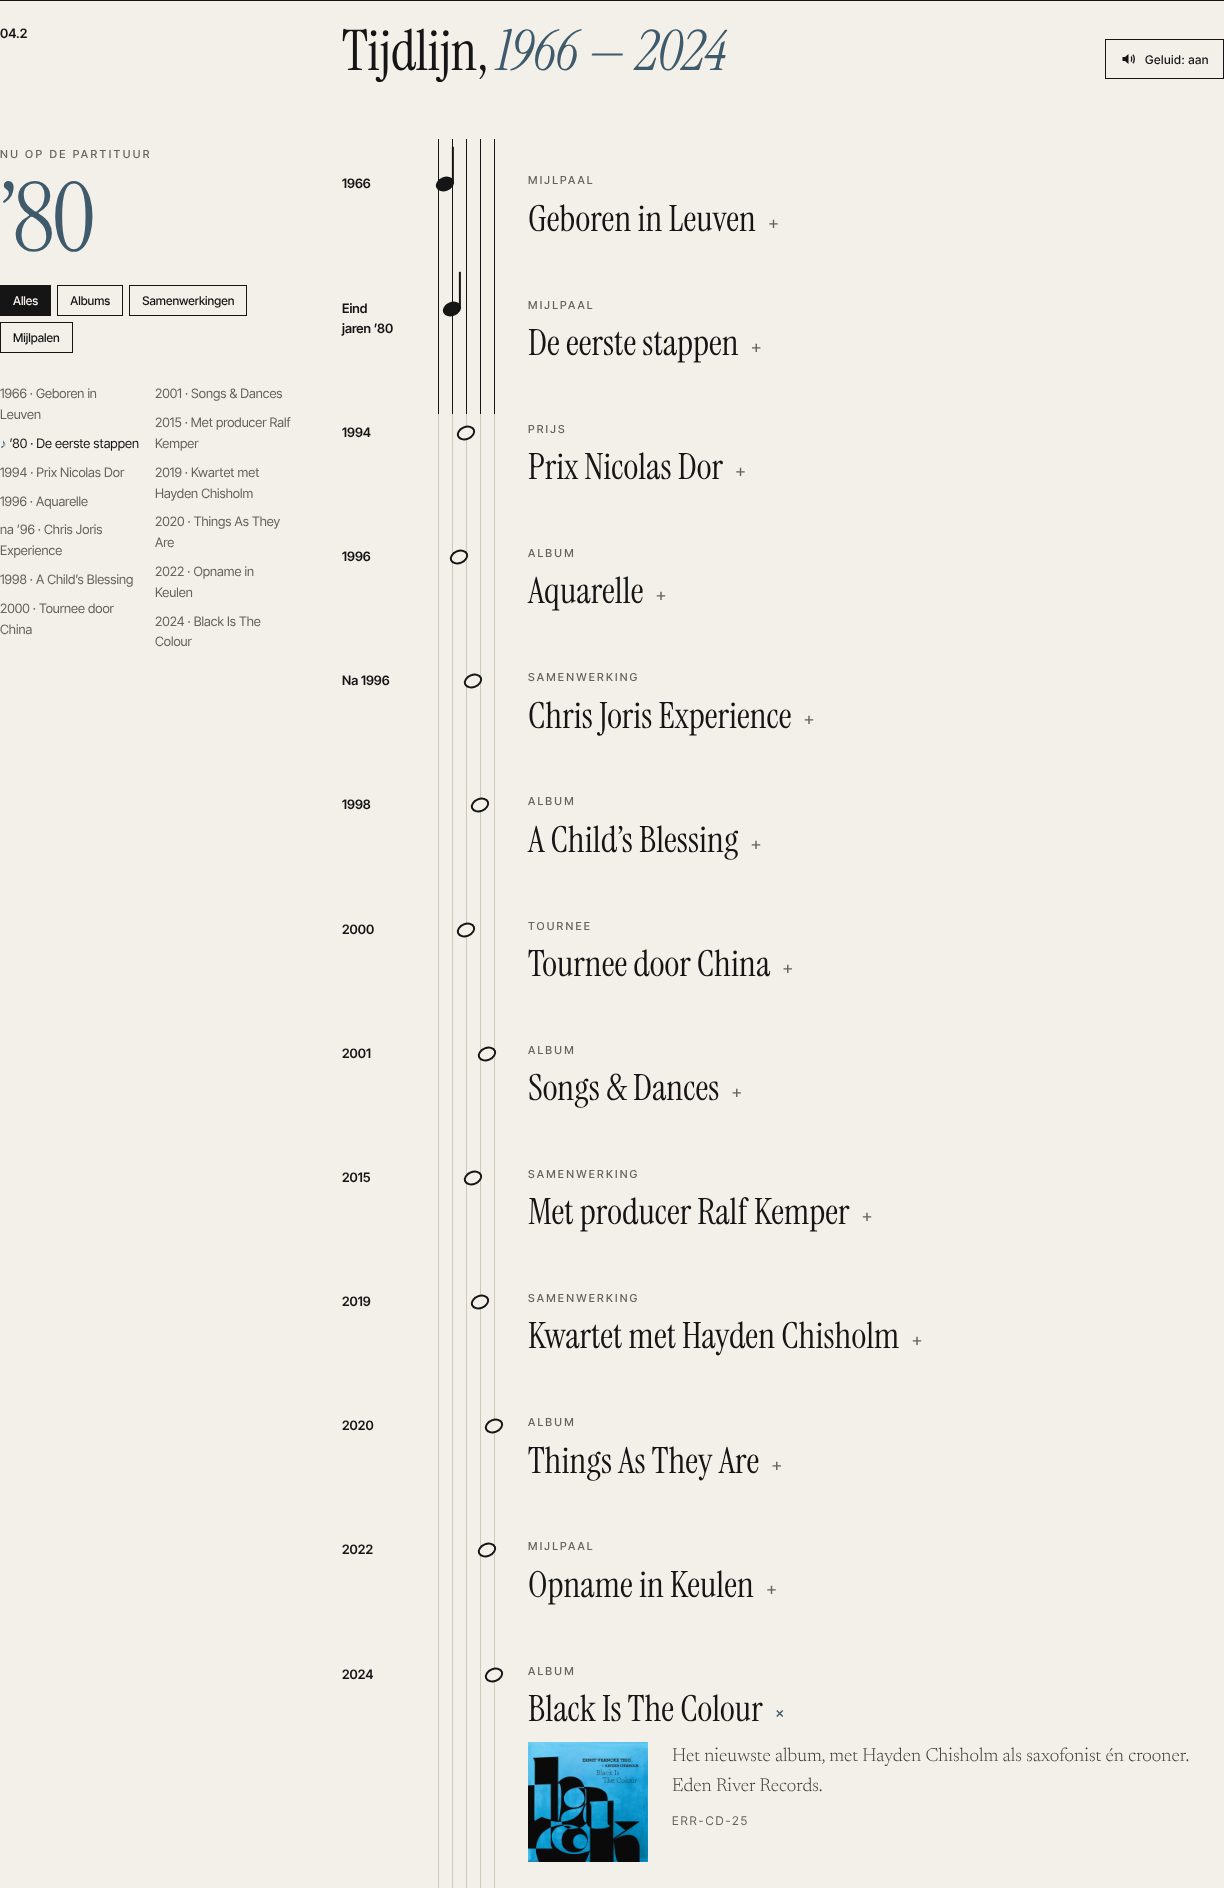 04.2
Tijdlijn, 1966 – 2024
Geluid: aan
NU OP DE PARTITUUR
’80
Alles
Albums
Samenwerkingen
Mijlpalen
1966 · Geboren in
Leuven
♪ ’80 · De eerste stappen
1994 · Prix Nicolas Dor
1996 · Aquarelle
na ’96 · Chris Joris
Experience
1998 · A Child’s Blessing
2000 · Tournee door
China
2001 · Songs & Dances
2015 · Met producer Ralf
Kemper
2019 · Kwartet met
Hayden Chisholm
2020 · Things As They
Are
2022 · Opname in
Keulen
2024 · Black Is The
Colour
1966
MIJLPAAL
Geboren in Leuven +
Eind
jaren ’80
MIJLPAAL
De eerste stappen +
1994
PRIJS
Prix Nicolas Dor +
1996
ALBUM
Aquarelle +
Na 1996
SAMENWERKING
Chris Joris Experience +
1998
ALBUM
A Child’s Blessing +
2000
TOURNEE
Tournee door China +
2001
ALBUM
Songs & Dances +
2015
SAMENWERKING
Met producer Ralf Kemper +
2019
SAMENWERKING
Kwartet met Hayden Chisholm +
2020
ALBUM
Things As They Are +
2022
MIJLPAAL
Opname in Keulen +
2024
ALBUM
Black Is The Colour ×
Black Is
The Colour
Het nieuwste album, met Hayden Chisholm als saxofonist én crooner.
Eden River Records.
ERR-CD-25